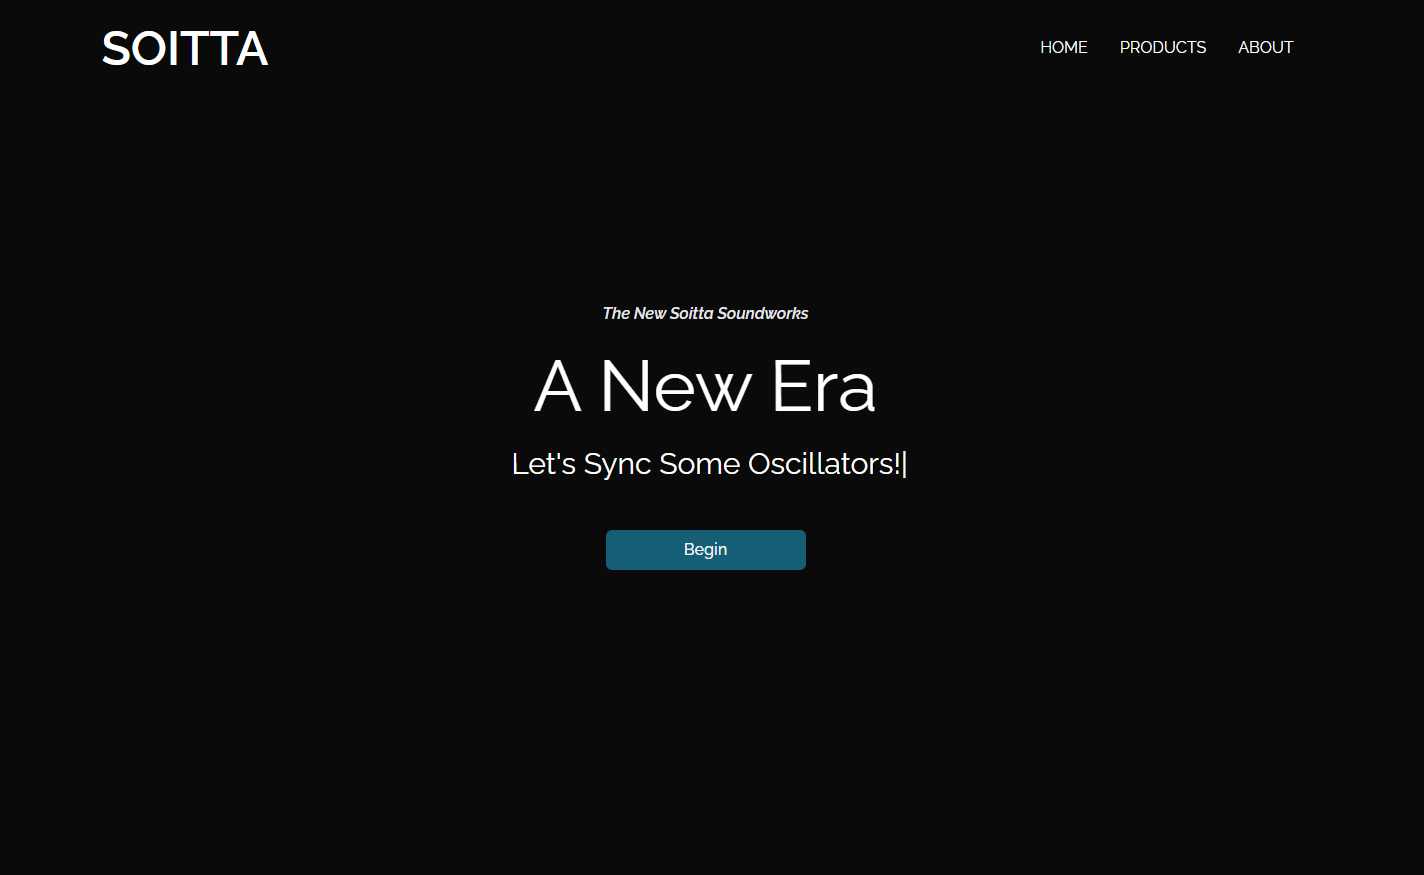 SOITTA
HOME PRODUCTS ABOUT
The New Soitta Soundworks
A New Era
Let's Sync Some Oscillators!|
Begin